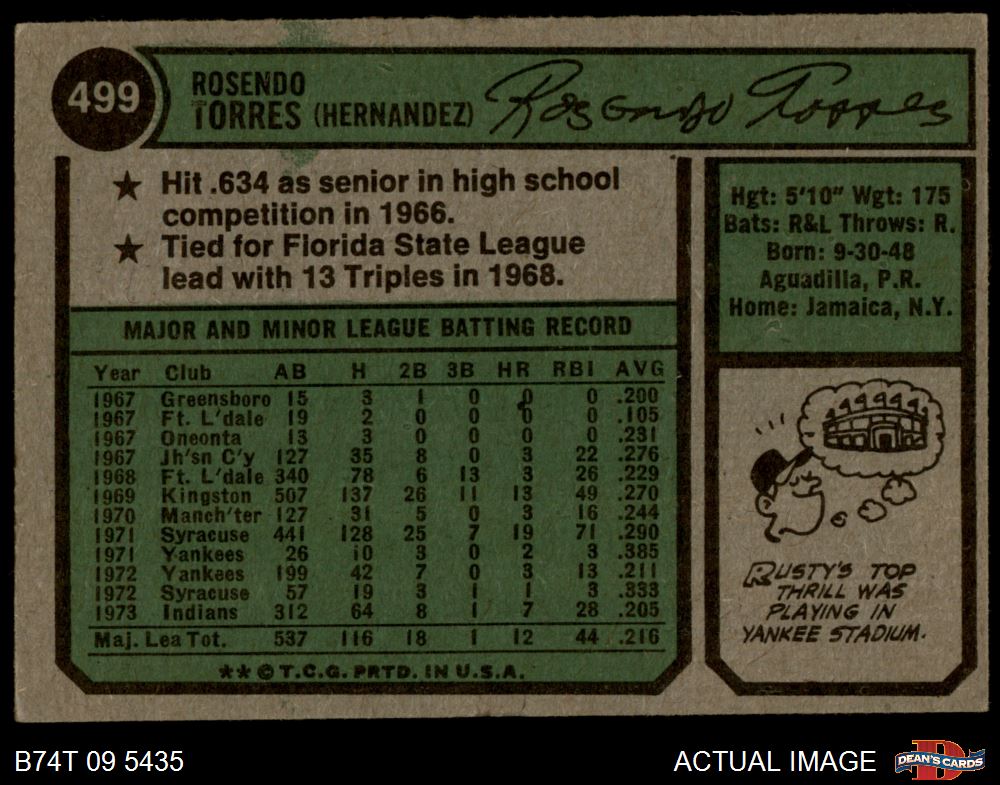 499
ROSENDO
TORRES (HERNANDEZ)
Rosendo Torres
★ Hit .634 as senior in high school
competition in 1966.
★ Tied for Florida State League
lead with 13 Triples in 1968.
Hgt: 5'10" Wgt: 175
Bats: R&L Throws: R.
Born: 9-30-48
Aguadilla, P.R.
Home: Jamaica, N.Y.
MAJOR AND MINOR LEAGUE BATTING RECORD
Year Club AB H 2B 3B HR RBI AVG
1967 Greensboro 15 3 1 0 0 0 .200
1967 Ft. L'dale 19 2 0 0 0 0 .105
1967 Oneonta 13 3 0 0 0 0 .231
1967 Jh'sn C'y 127 35 8 0 3 22 .276
1968 Ft. L'dale 340 78 6 13 3 26 .229
1969 Kingston 507 137 26 11 13 49 .270
1970 Manch'ter 127 31 5 0 3 16 .244
1971 Syracuse 441 128 25 7 19 71 .290
1971 Yankees 26 10 3 0 2 3 .385
1972 Yankees 199 42 7 0 3 13 .211
1972 Syracuse 57 19 3 1 1 3 .333
1973 Indians 312 64 8 1 7 28 .205
Maj. Lea Tot. 537 116 18 1 12 44 .216
**©T.C.G. PRTD. IN U.S.A.
RUSTY'S TOP
THRILL WAS
PLAYING IN
YANKEE STADIUM.
B74T 09 5435
ACTUAL IMAGE
DEAN'S CARDS